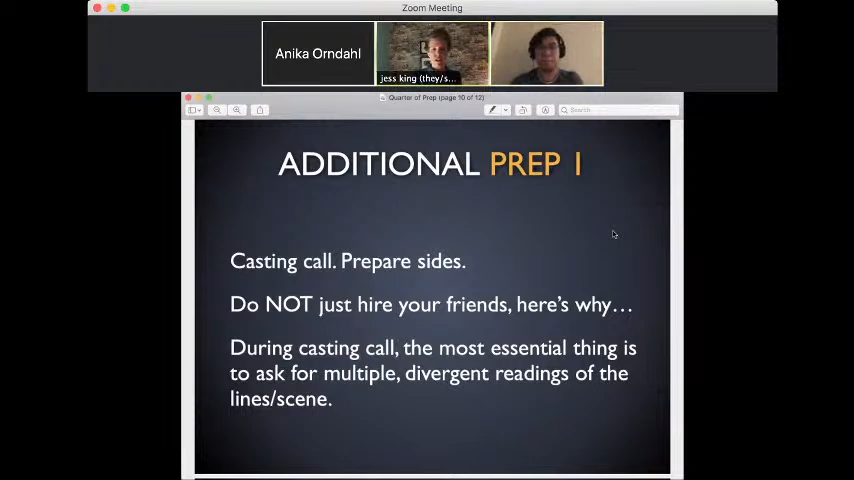 Zoom Meeting
Anika Orndahl
jess king (they/s...
Quarter of Prep (page 10 of 12)
Search
ADDITIONAL PREP 1
Casting call. Prepare sides.
Do NOT just hire your friends, here's why…
During casting call, the most essential thing is
to ask for multiple, divergent readings of the
lines/scene.